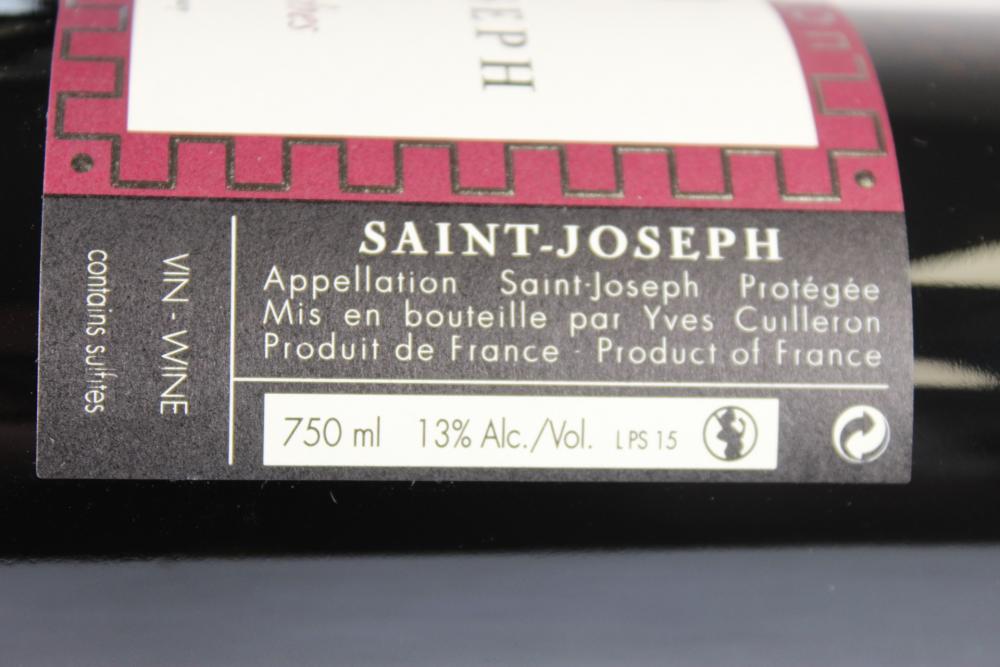 EPH
SAINT-JOSEPH
Appellation Saint-Joseph Protégée
Mis en bouteille par Yves Cuilleron
Produit de France - Product of France
750 ml 13% Alc./Vol. L PS 15
VIN - WINE
contains sulfites